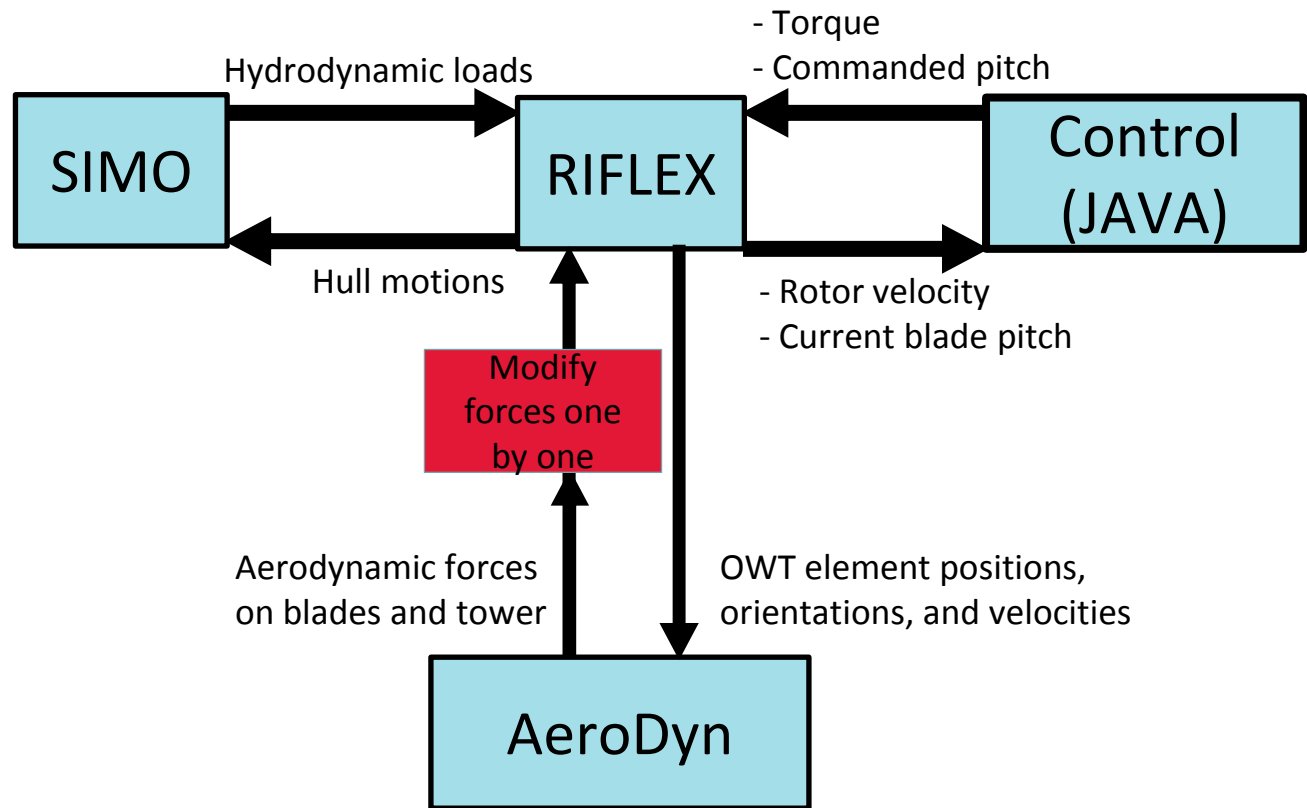 - Torque
- Commanded pitch
Hydrodynamic loads
SIMO
RIFLEX
Control
(JAVA)
Hull motions
- Rotor velocity
- Current blade pitch
Modify
forces one
by one
Aerodynamic forces
on blades and tower
OWT element positions,
orientations, and velocities
AeroDyn